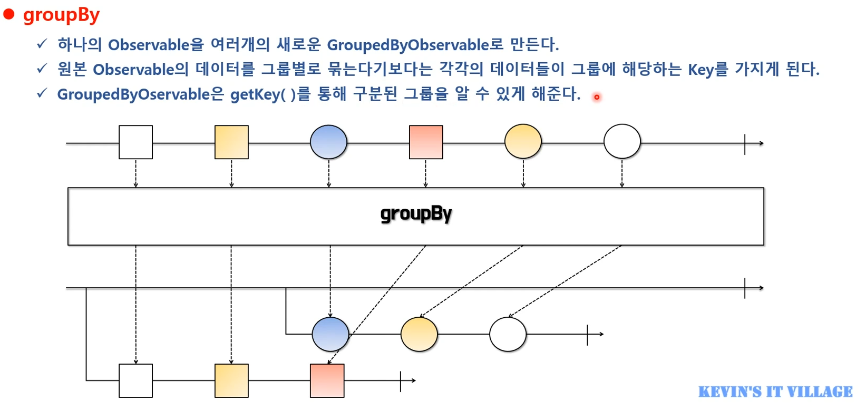 groupBy
하나의 Observable을 여러개의 새로운 GroupedByObservable로 만든다.
원본 Observable의 데이터를 그룹별로 묶는다기보다는 각각의 데이터들이 그룹에 해당하는 Key를 가지게 된다.
GroupedByOservable은 getKey( )를 통해 구분된 그룹을 알 수 있게 해준다.
groupBy
KEVIN'S IT VILLAGE